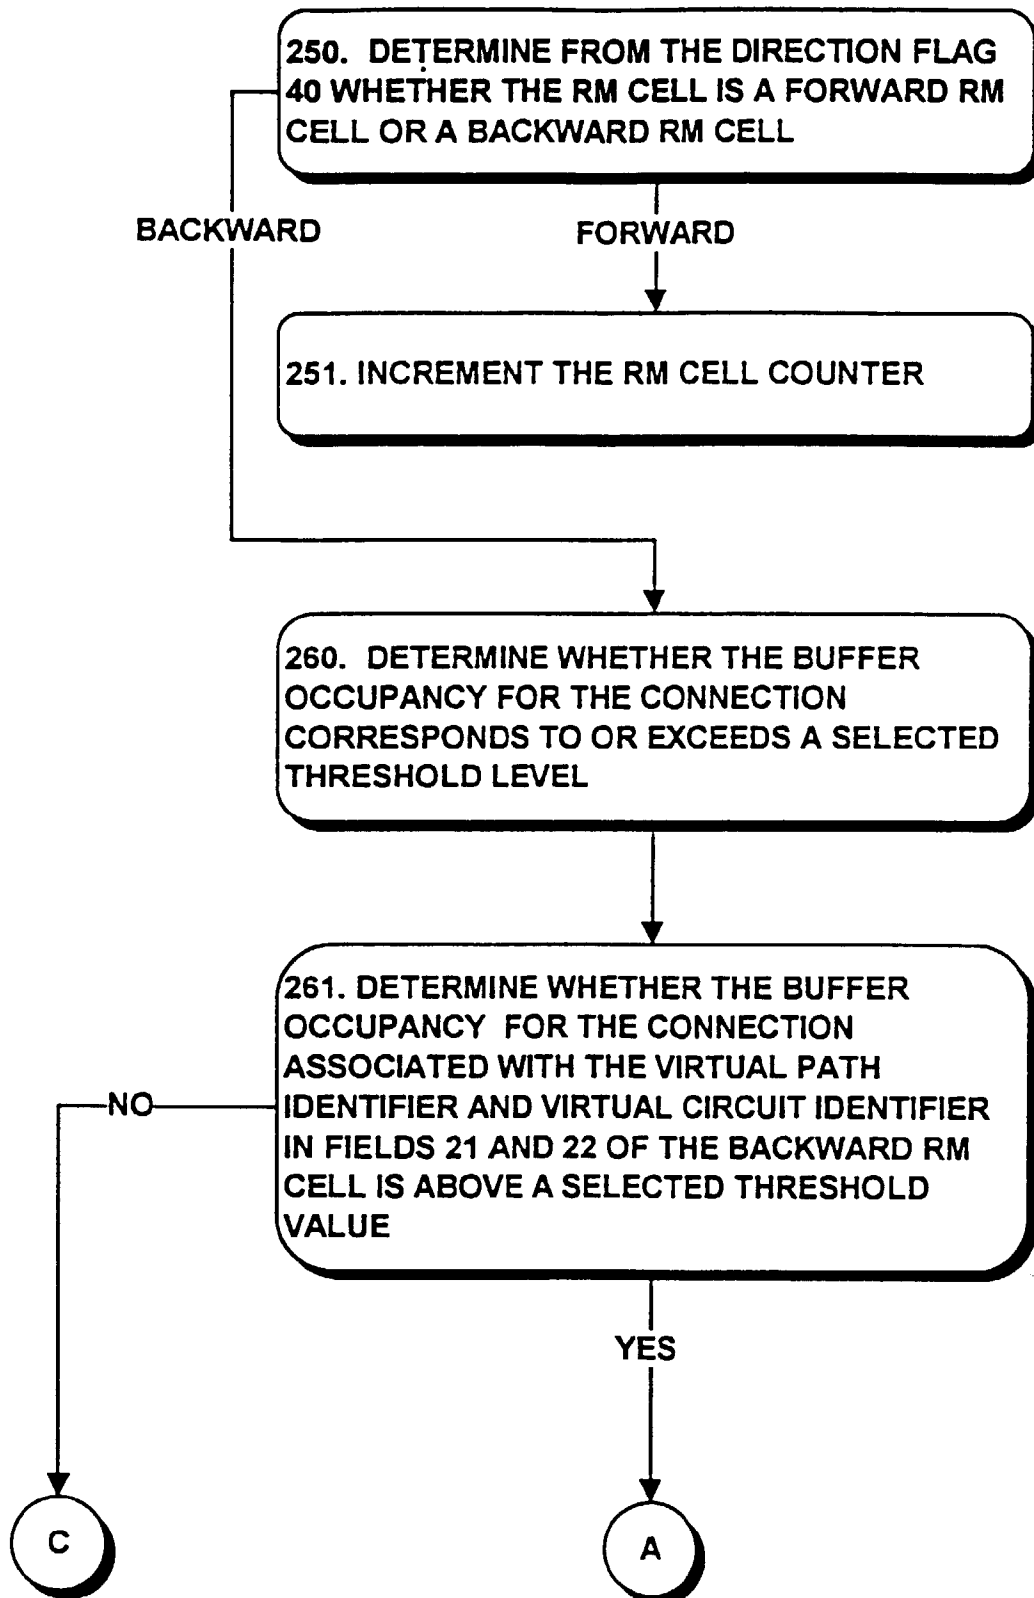 250. DETERMINE FROM THE DIRECTION FLAG
40 WHETHER THE RM CELL IS A FORWARD RM
CELL OR A BACKWARD RM CELL
BACKWARD
FORWARD
251. INCREMENT THE RM CELL COUNTER
260. DETERMINE WHETHER THE BUFFER
OCCUPANCY FOR THE CONNECTION
CORRESPONDS TO OR EXCEEDS A SELECTED
THRESHOLD LEVEL
261. DETERMINE WHETHER THE BUFFER
OCCUPANCY FOR THE CONNECTION
ASSOCIATED WITH THE VIRTUAL PATH
IDENTIFIER AND VIRTUAL CIRCUIT IDENTIFIER
IN FIELDS 21 AND 22 OF THE BACKWARD RM
CELL IS ABOVE A SELECTED THRESHOLD
VALUE
NO
YES
C
A